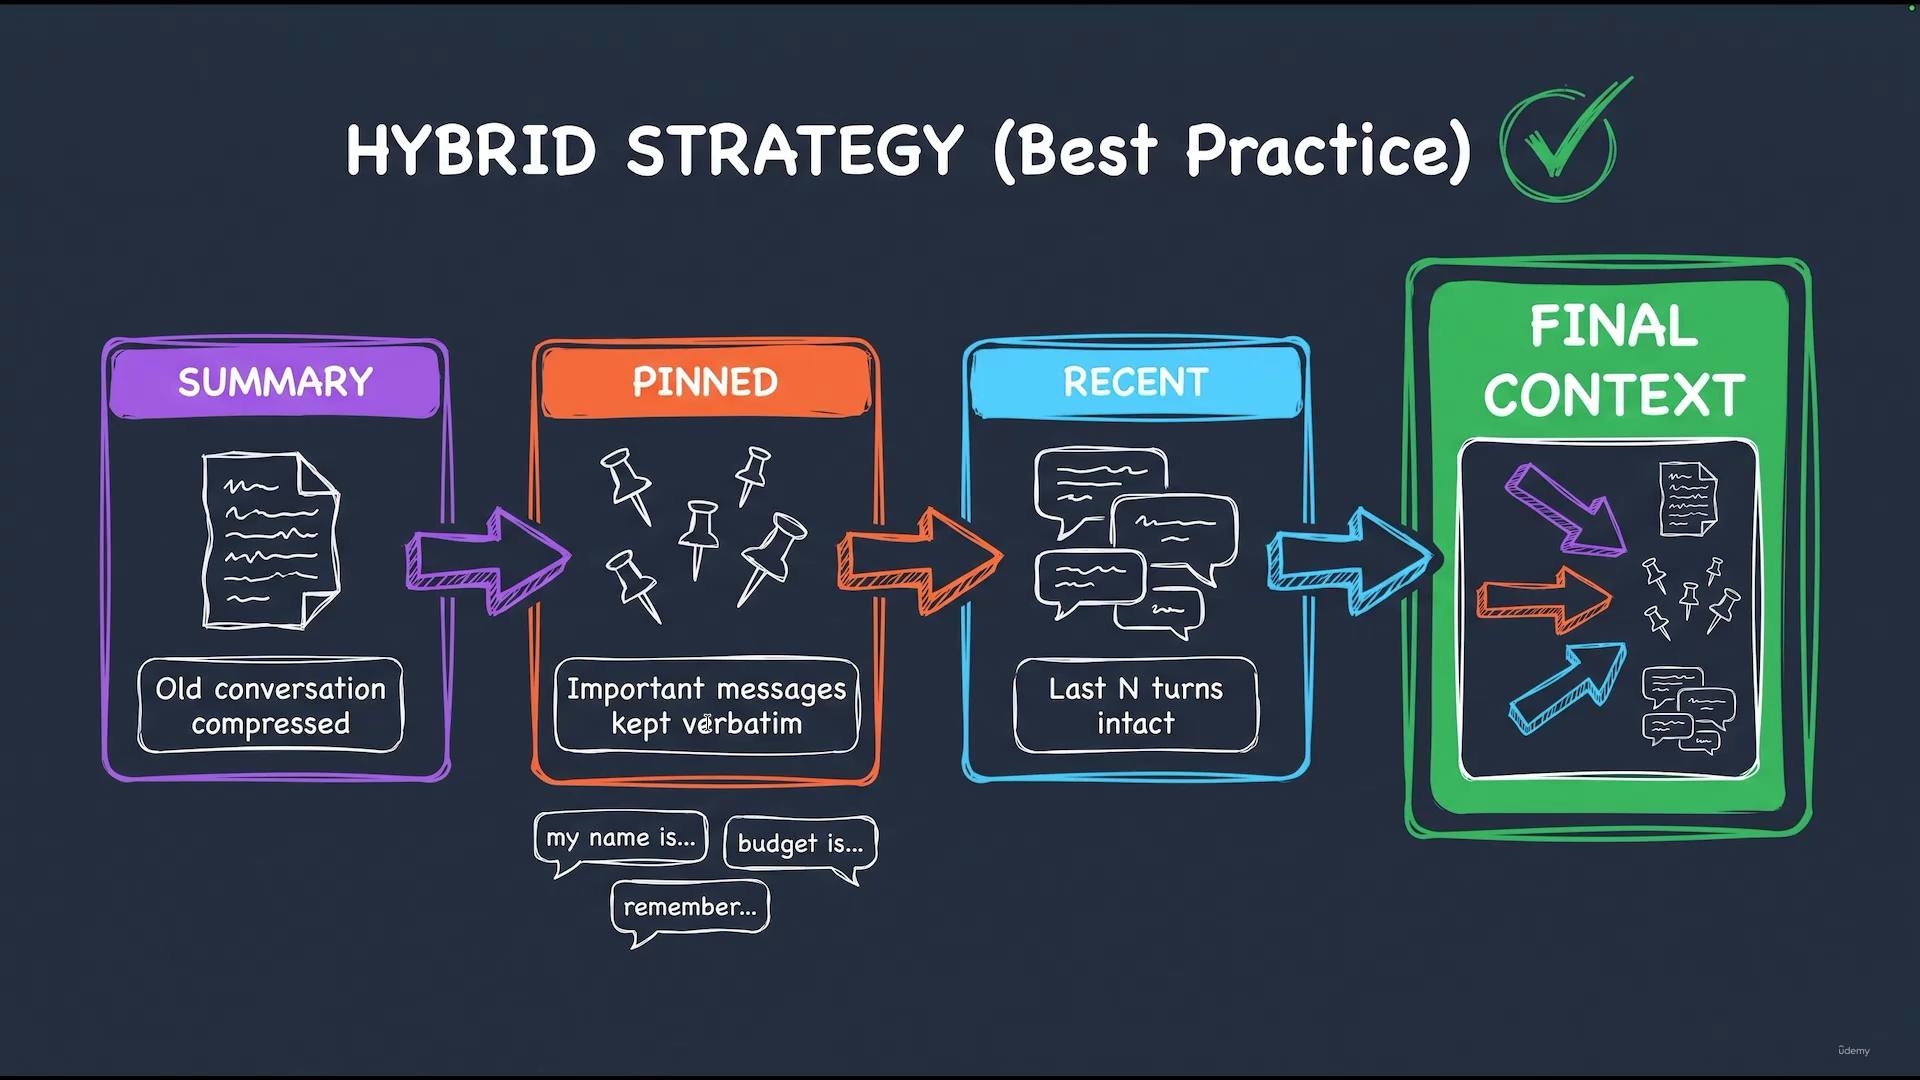 HYBRID STRATEGY (Best Practice)
SUMMARY
Old conversation
compressed
PINNED
Important messages
kept verbatim
my name is...
budget is...
remember...
RECENT
Last N turns
intact
FINAL
CONTEXT
udemy